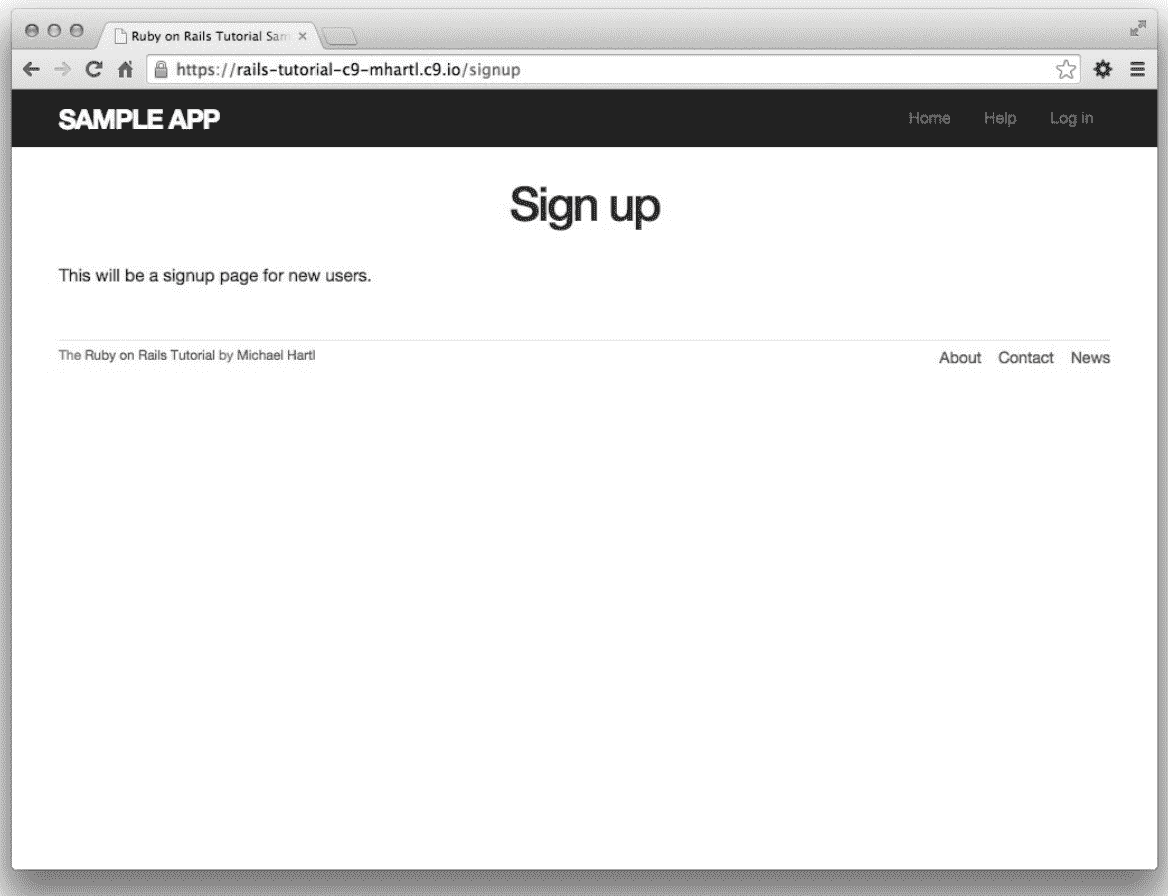 Ruby on Rails Tutorial Sam
https://rails-tutorial-c9-mhartl.c9.io/signup
SAMPLE APP Home Help Log in
Sign up
This will be a signup page for new users.
The Ruby on Rails Tutorial by Michael Hartl About Contact News